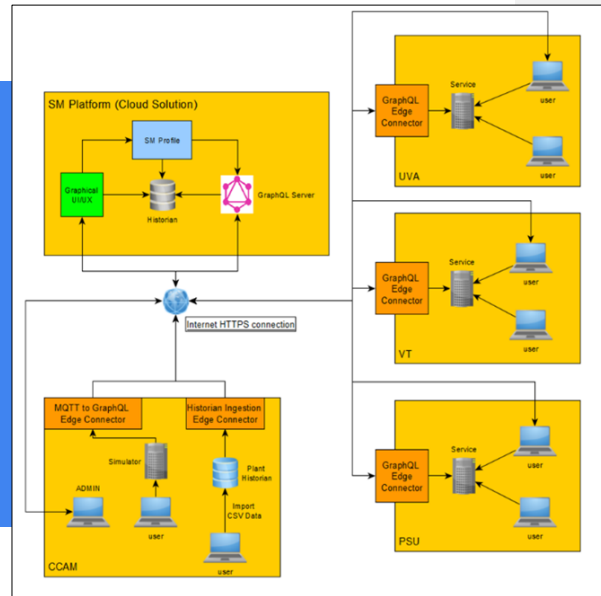 SM Platform (Cloud Solution)
SM Profile
Graphical
UI/UX
Historian
GraphQL Server
Internet HTTPS connection
MQTT to GraphQL
Edge Connector
Historian Ingestion
Edge Connector
Simulator
Plant
Historian
ADMIN
user
Import
CSV Data
user
CCAM
GraphQL
Edge
Connector
Service
user
user
UVA
GraphQL
Edge
Connector
Service
user
user
VT
GraphQL
Edge
Connector
Service
user
user
PSU